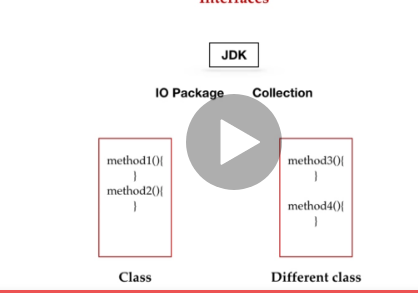 Interfaces
JDK
IO Package Collection
method1(){
}
method2(){
}
method3(){
}
method4(){
}
Class
Different class